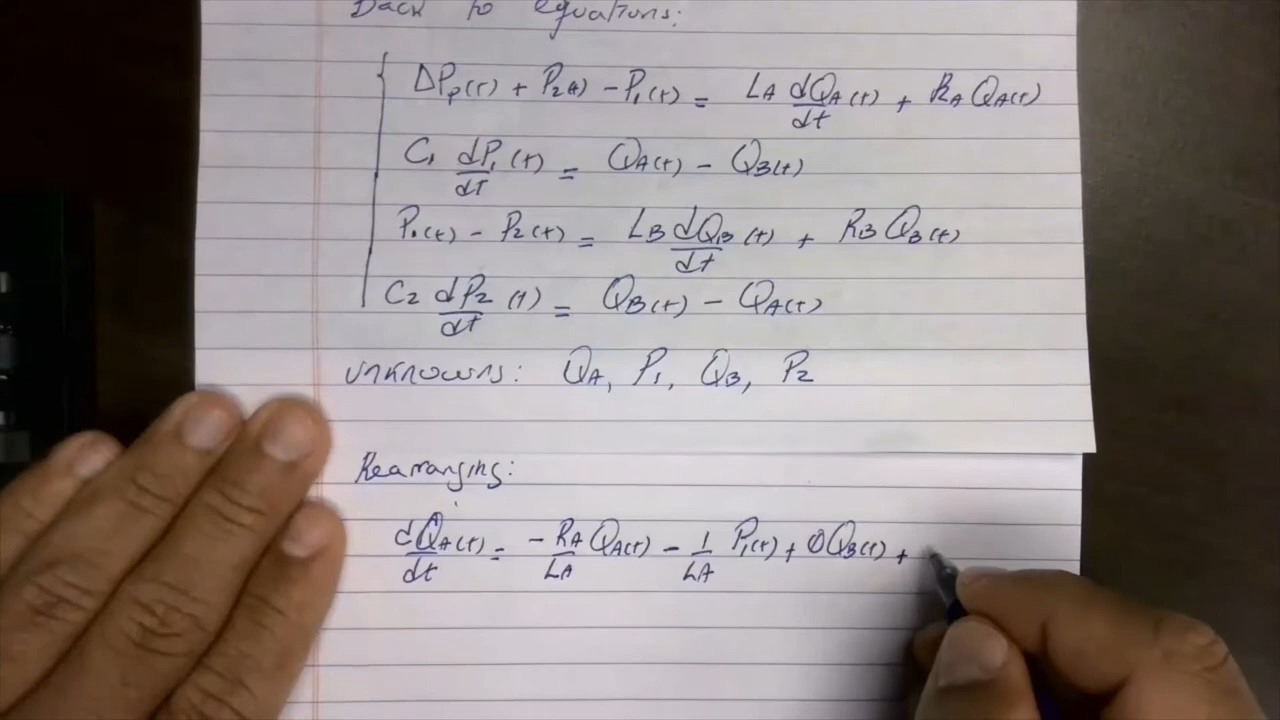 Back to equations:
ΔPp(t) + P2(t) - P1(t) = LA dQA(t)/dt + RA QA(t)
C1 dP1(t)/dt = QA(t) - QB(t)
P1(t) - P2(t) = LB dQB(t)/dt + RB QB(t)
C2 dP2(t)/dt = QB(t) - QA(t)
unknowns: QA, P1, QB, P2
Rearranging:
dQA(t)/dt = -RA/LA QA(t) - 1/LA P1(t) + 0QB(t) +